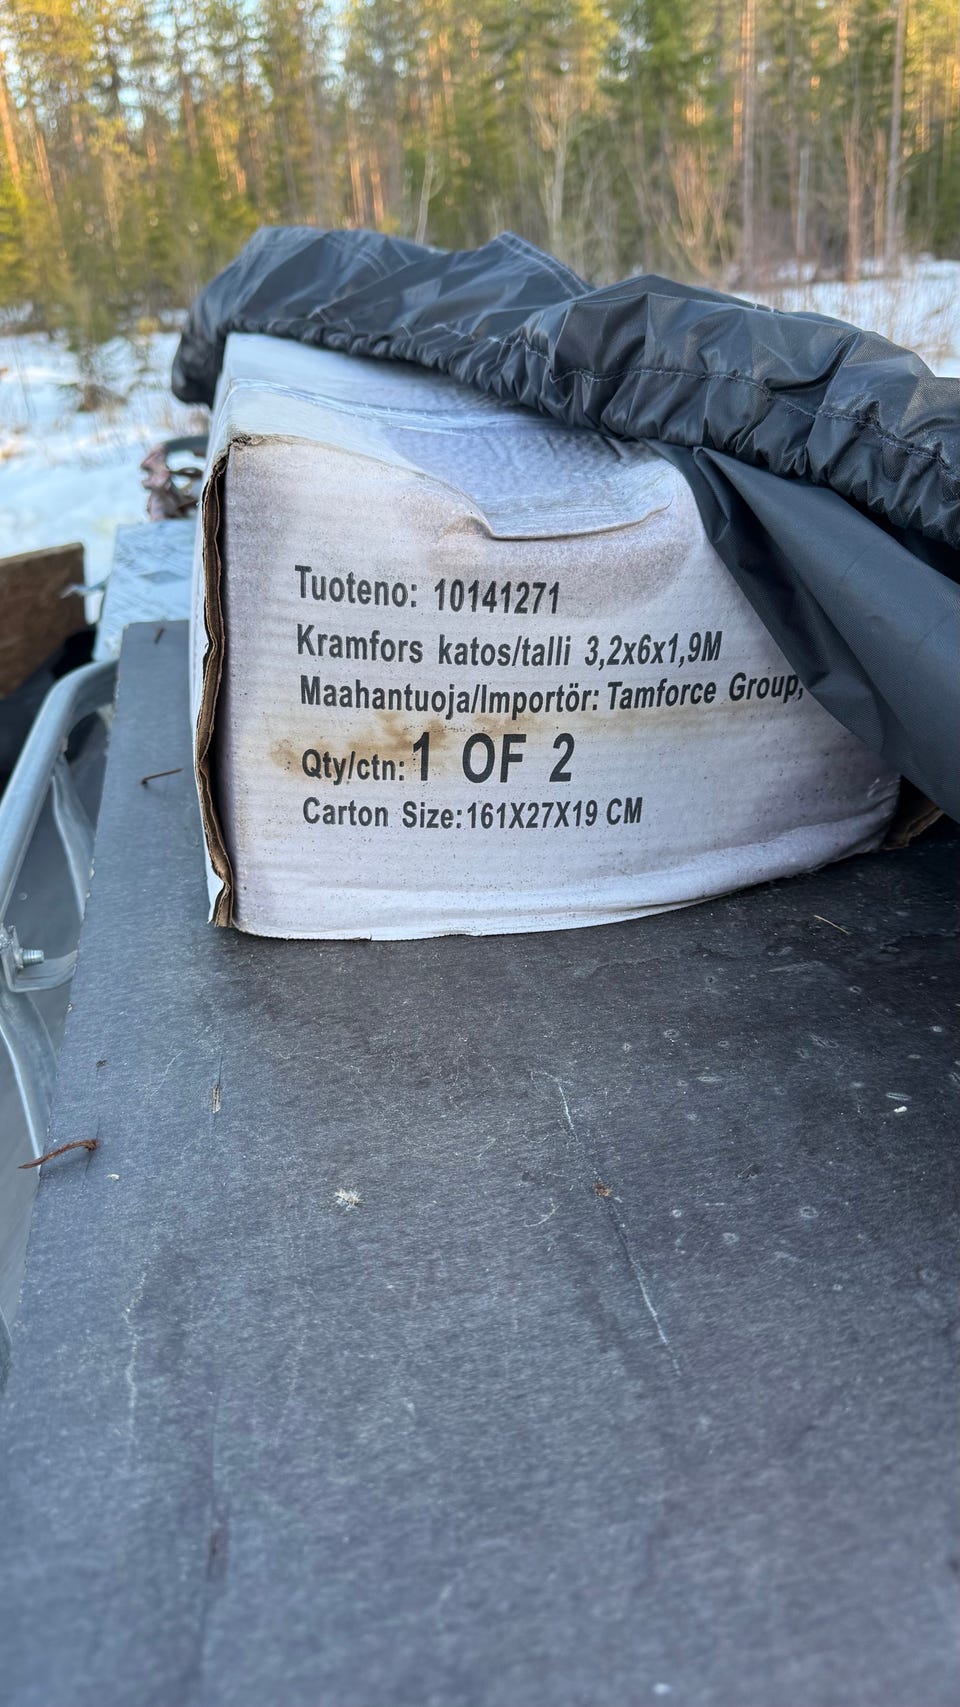 Tuoteno: 10141271
Kramfors katos/talli 3,2x6x1,9M
Maahantuoja/Importör: Tamforce Group,
Qty/ctn: 1 OF 2
Carton Size:161X27X19 CM